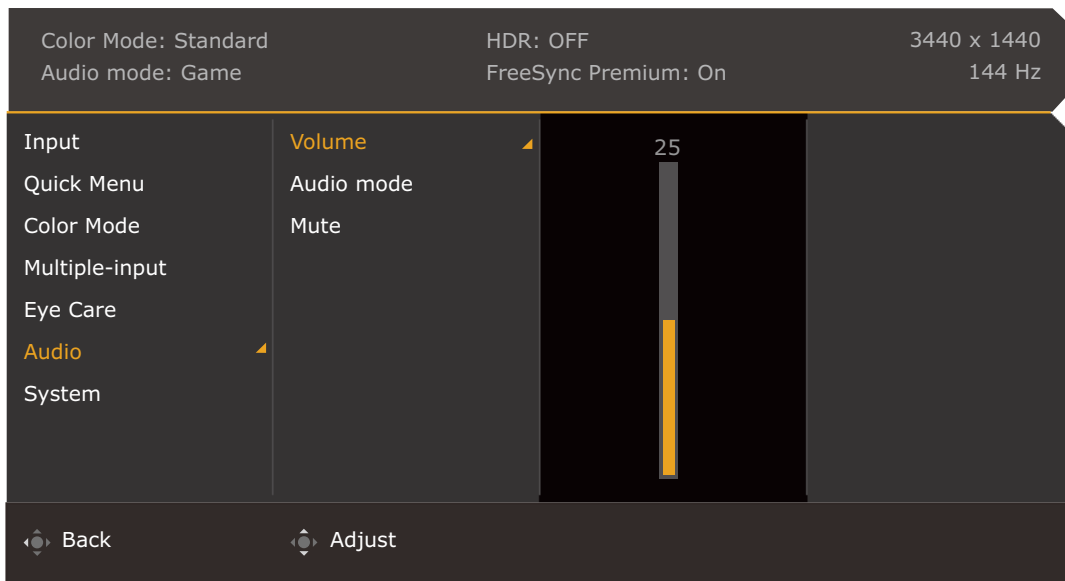 Color Mode: Standard
Audio mode: Game
HDR: OFF
FreeSync Premium: On
3440 x 1440
144 Hz
Input
Quick Menu
Color Mode
Multiple-input
Eye Care
Audio
System
Volume
Audio mode
Mute
25
Back
Adjust